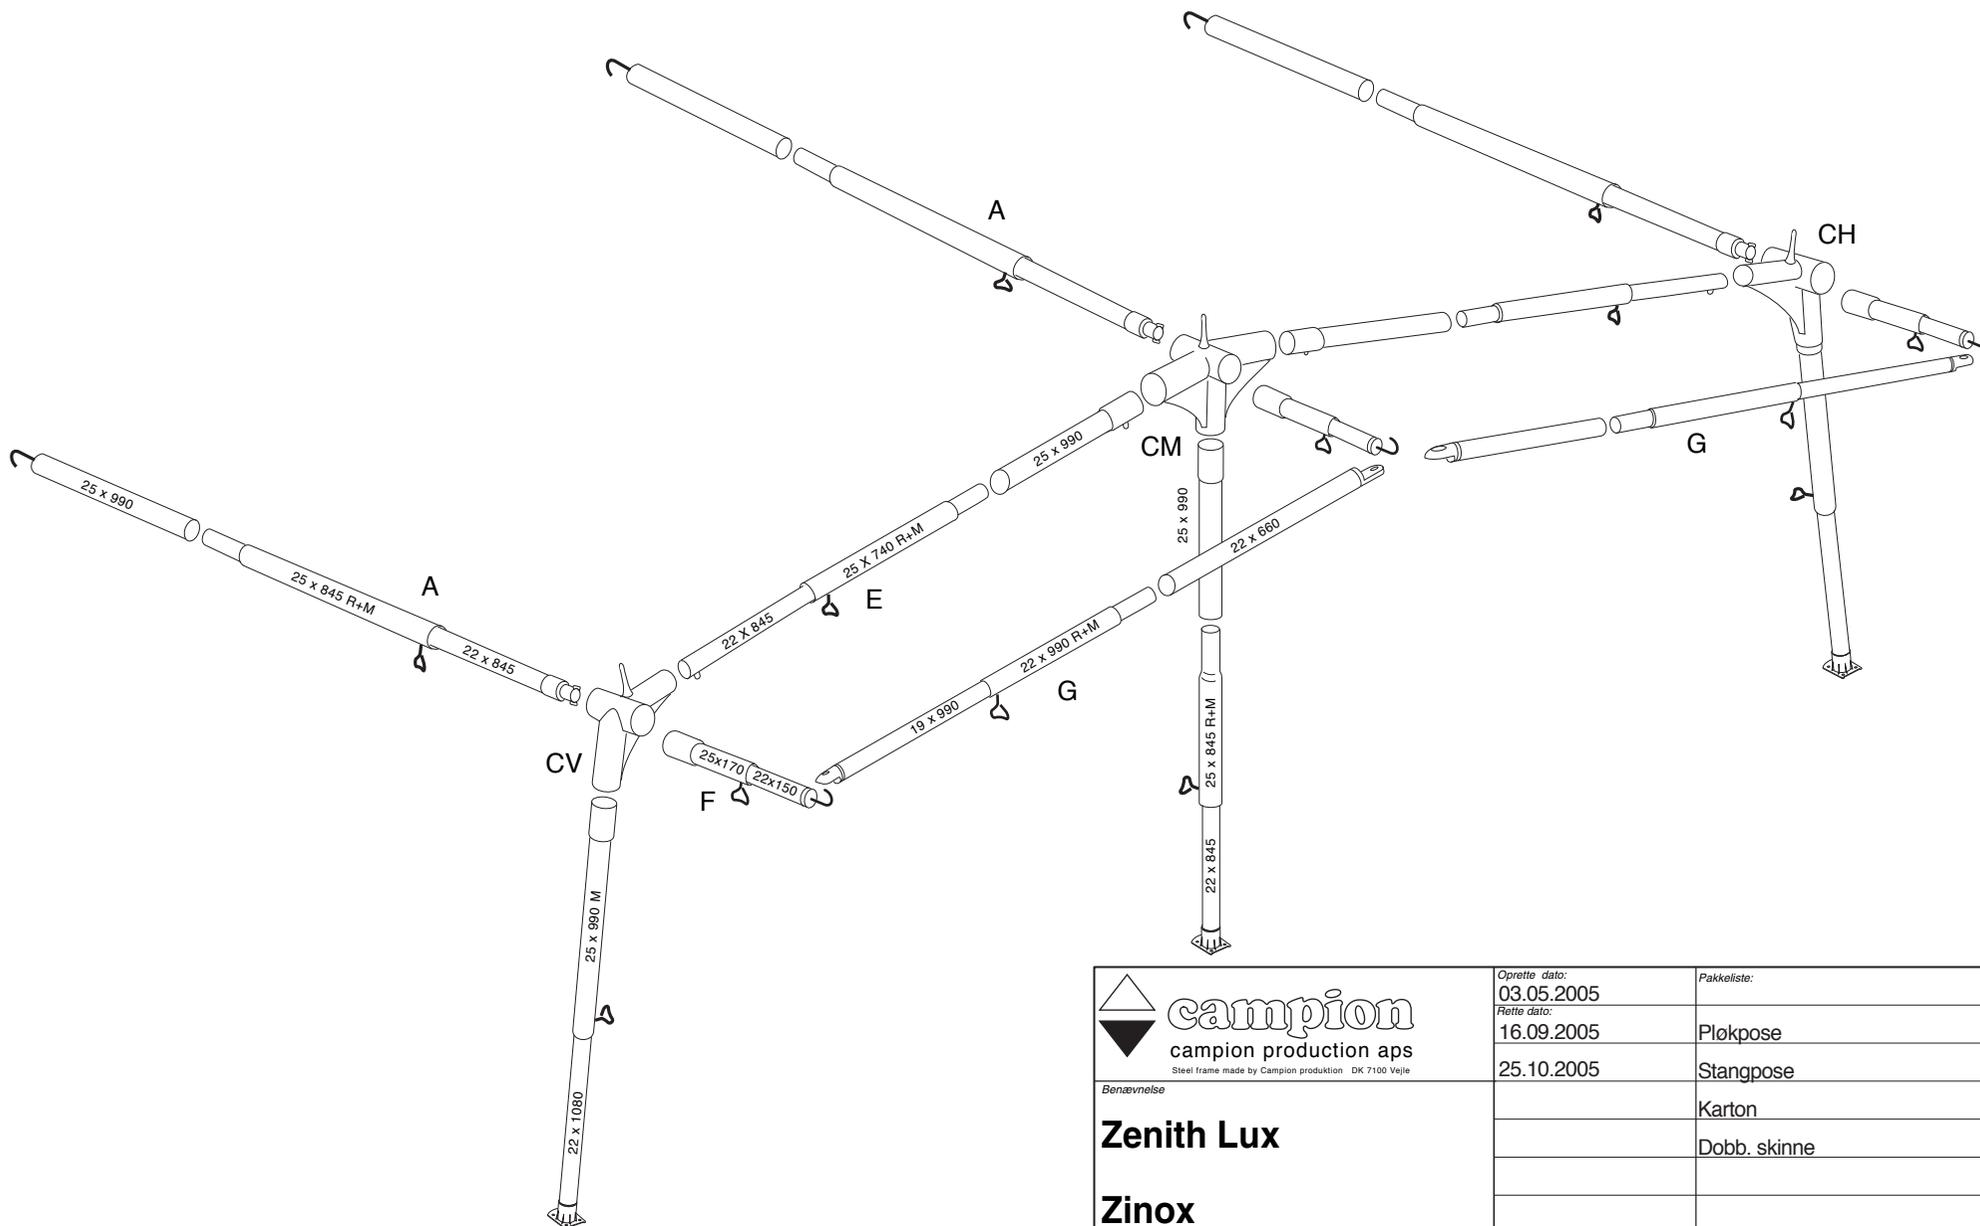 CH
A
CM
G
25 x 990
25 x 990
25 x 990
22 x 660
25 X 740 R+M
E
A
25 x 845 R+M
22 x 845
22 X 845
22 x 990 R+M
G
19 x 990
CV
25x170
22x150
F
25 x 845 R+M
22 x 845
25 x 990 M
22 x 1080
campion
campion production aps
Steel frame made by Campion produktion DK 7100 Vejle
Oprette dato:
03.05.2005
Rette dato:
16.09.2005
25.10.2005
Pakkeliste:
Pløkpose
Stangpose
Karton
Dobb. skinne
Benævnelse
Zenith Lux
Zinox